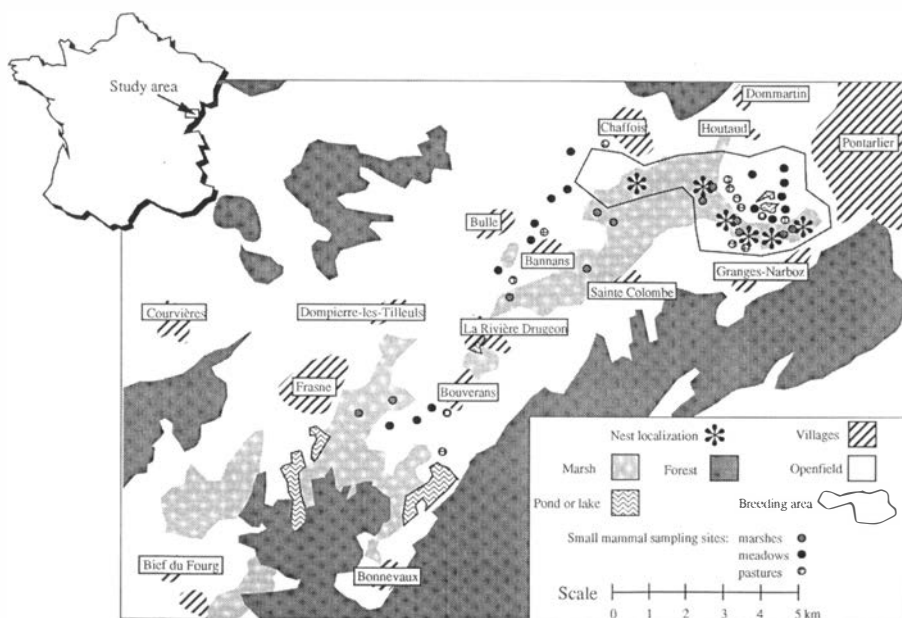 Study area
Dommartin
Chaffois
Houtaud
Pontarlier
Bulle
Bannans
Granges-Narboz
Sainte Colombe
Courvières
Dompierre-les-Tilleuls
La Rivière Drugeon
Frasne
Bouverans
Nest localization
Villages
Marsh
Forest
Openfield
Pond or lake
Breeding area
Small mammal sampling sites: marshes
meadows
pastures
Bief du Fourg
Bonnevaux
Scale
0 1 2 3 4 5 km